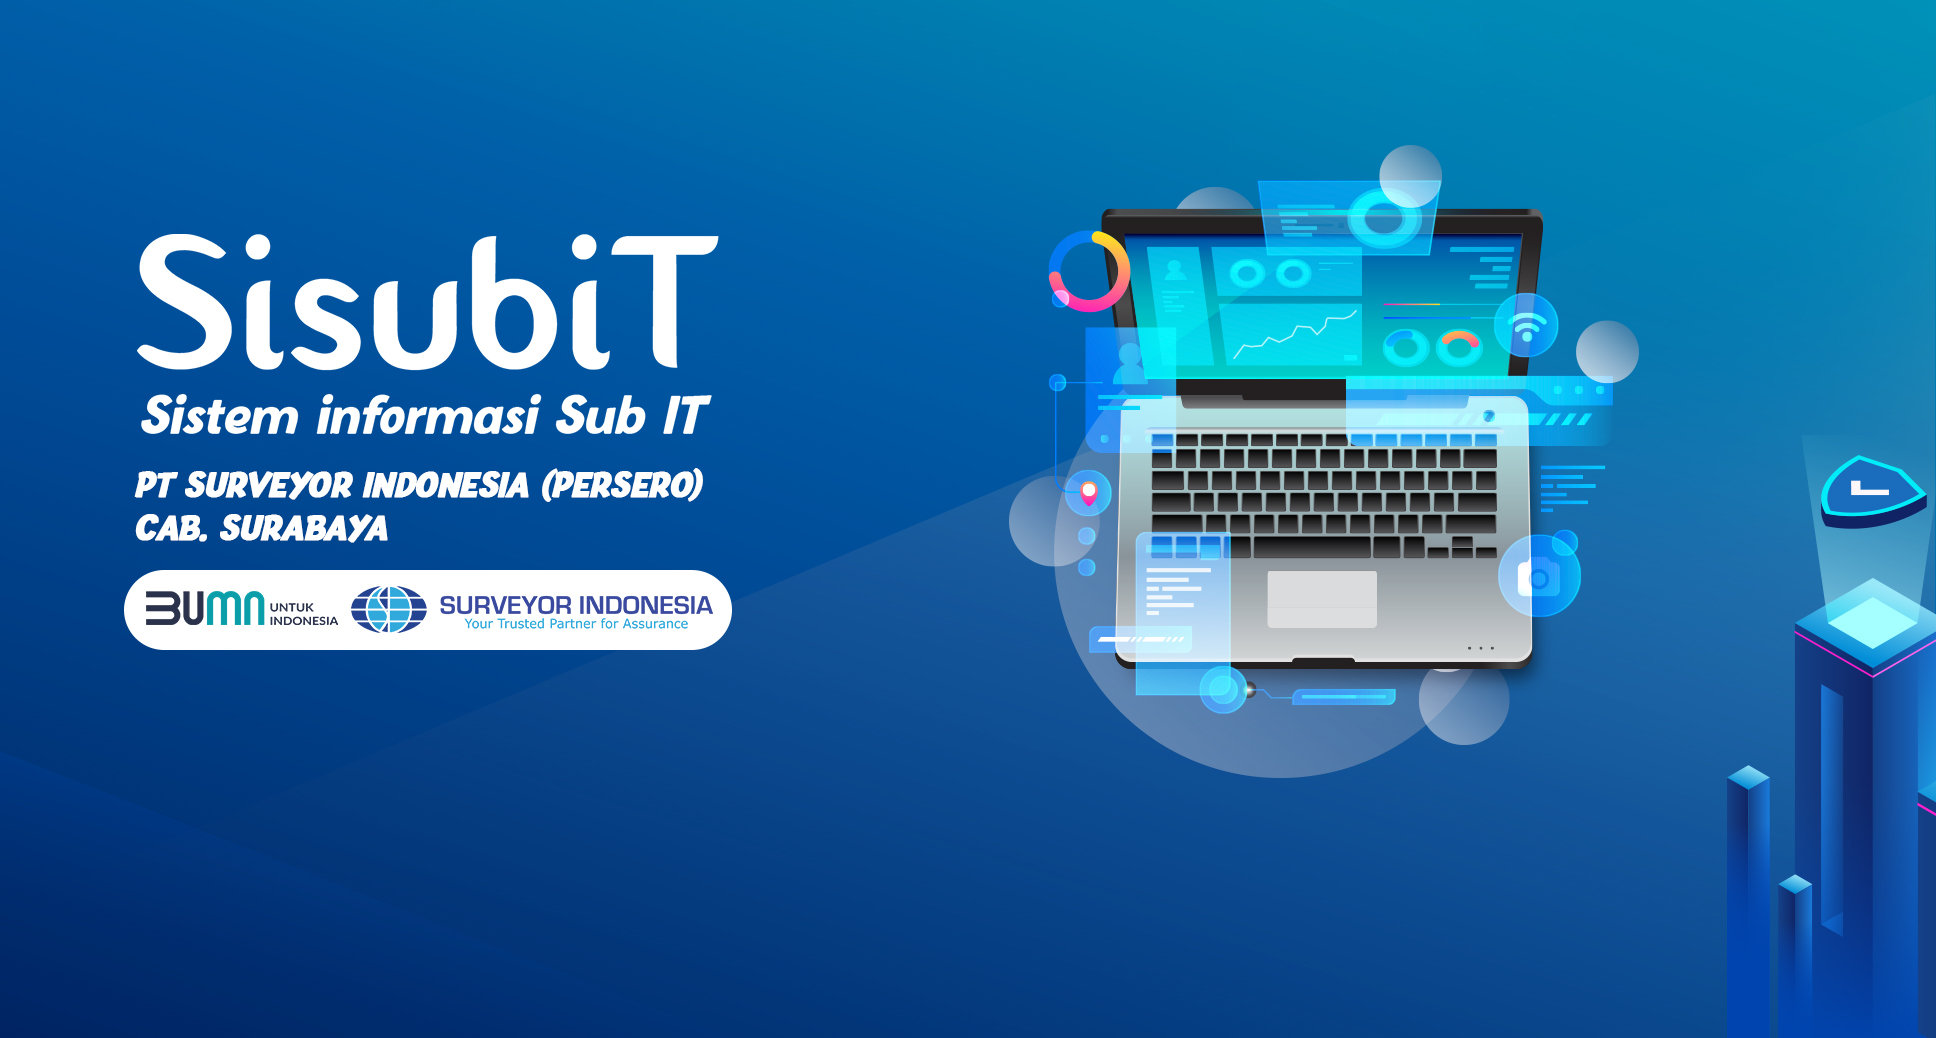 SisubiT
Sistem informasi Sub IT
PT SURVEYOR INDONESIA (PERSERO)
CAB. SURABAYA
BUMN UNTUK
INDONESIA
SURVEYOR INDONESIA
Your Trusted Partner for Assurance